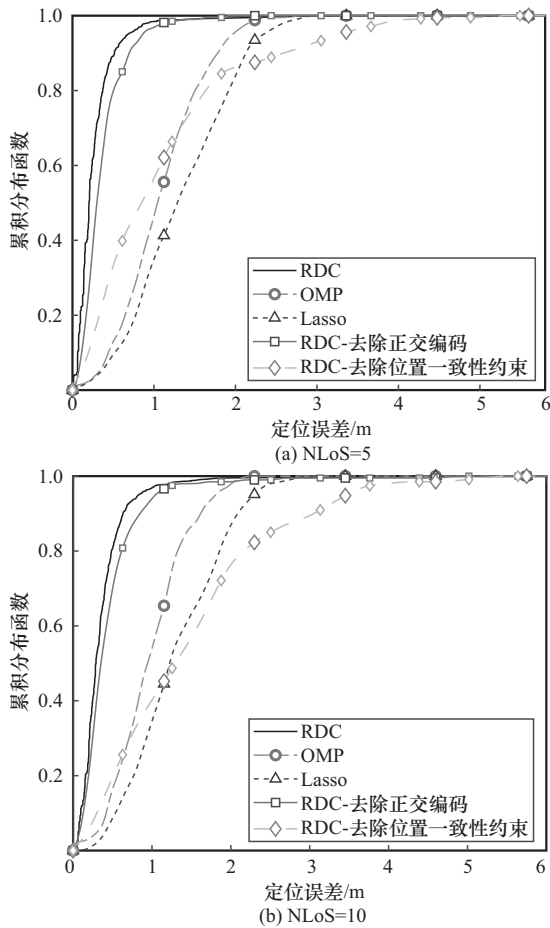 1.0
0.8
0.6
0.4
0.2
累积分布函数
RDC
OMP
Lasso
RDC-去除正交编码
RDC-去除位置一致性约束
0 1 2 3 4 5 6
定位误差/m
(a) NLoS=5
1.0
0.8
0.6
0.4
0.2
累积分布函数
RDC
OMP
Lasso
RDC-去除正交编码
RDC-去除位置一致性约束
0 1 2 3 4 5 6
定位误差/m
(b) NLoS=10